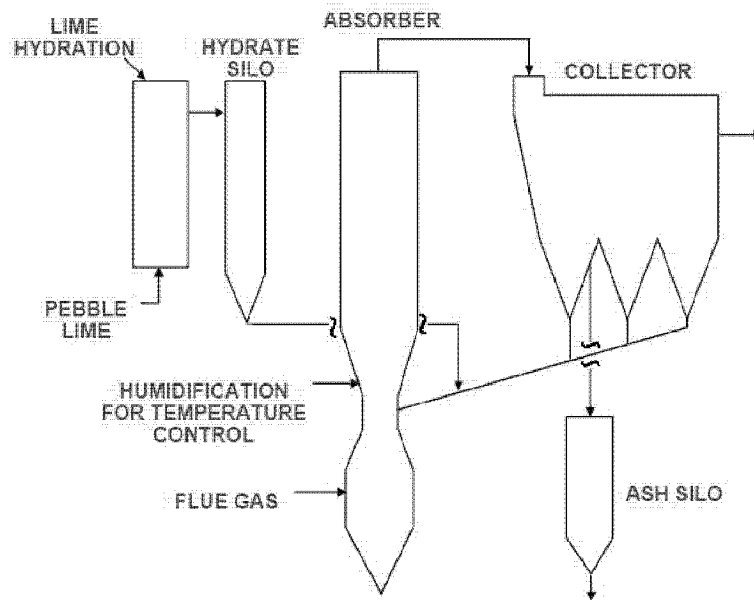 LIME
HYDRATION
HYDRATE
SILO
ABSORBER
COLLECTOR
PEBBLE
LIME
HUMIDIFICATION
FOR TEMPERATURE
CONTROL
FLUE GAS
ASH SILO